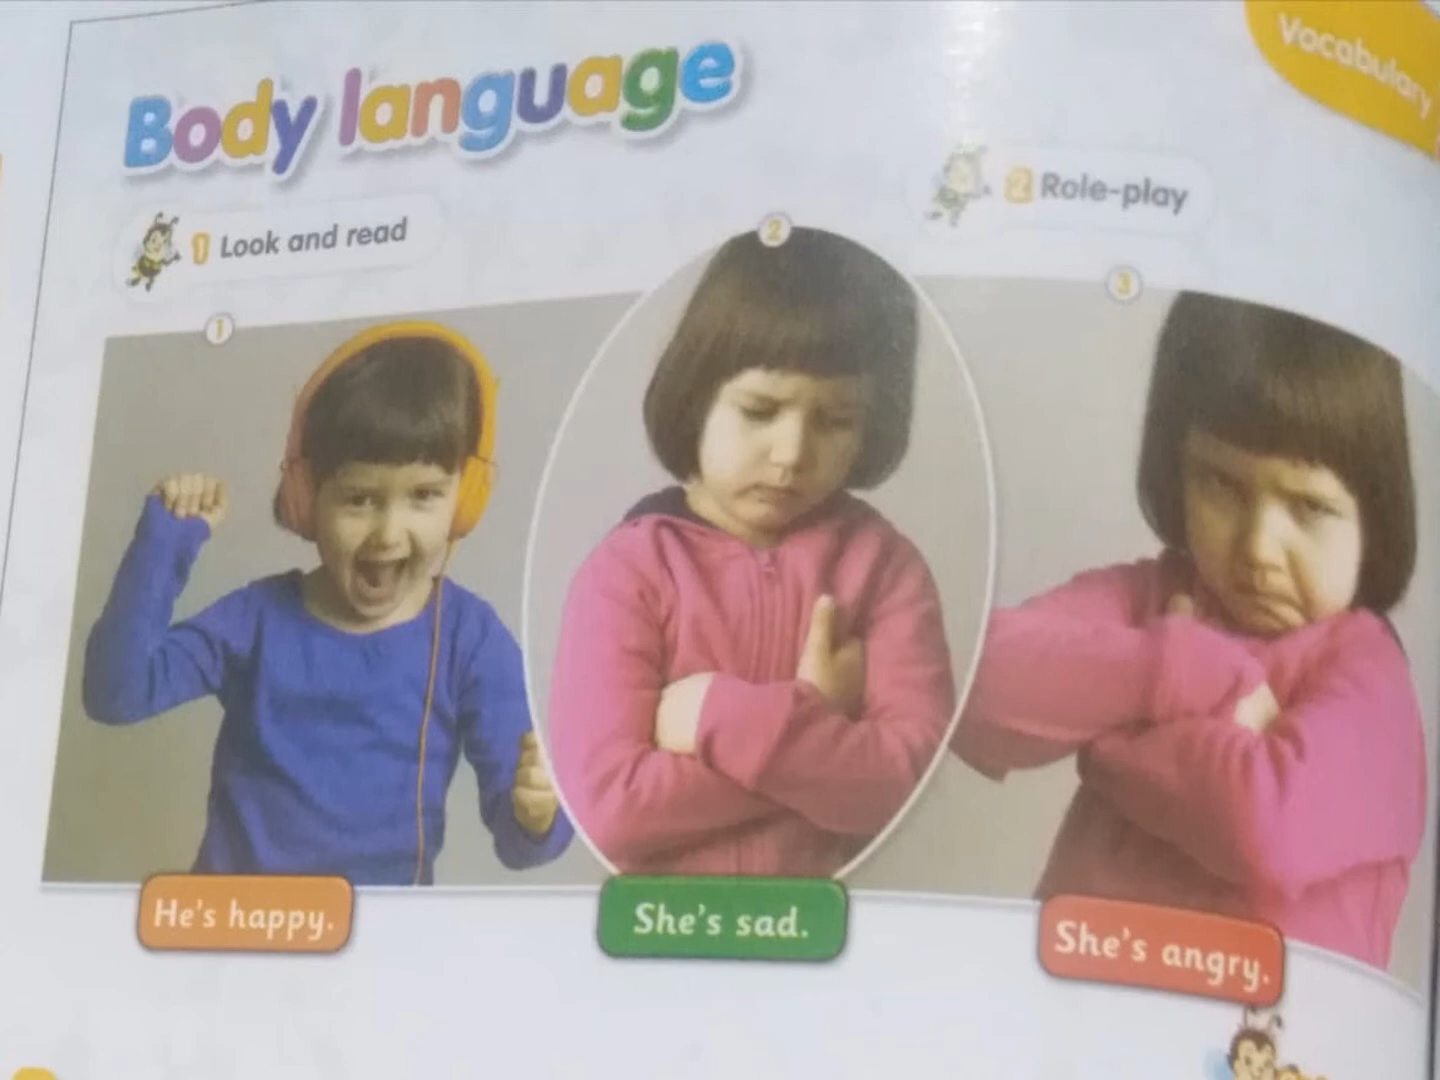 Vocabulary
Body language
1 Look and read
2 Role-play
1
2
3
He's happy.
She's sad.
She's angry.